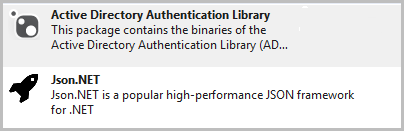 Active Directory Authentication Library
This package contains the binaries of the
Active Directory Authentication Library (AD...
Json.NET
Json.NET is a popular high-performance JSON framework
for .NET